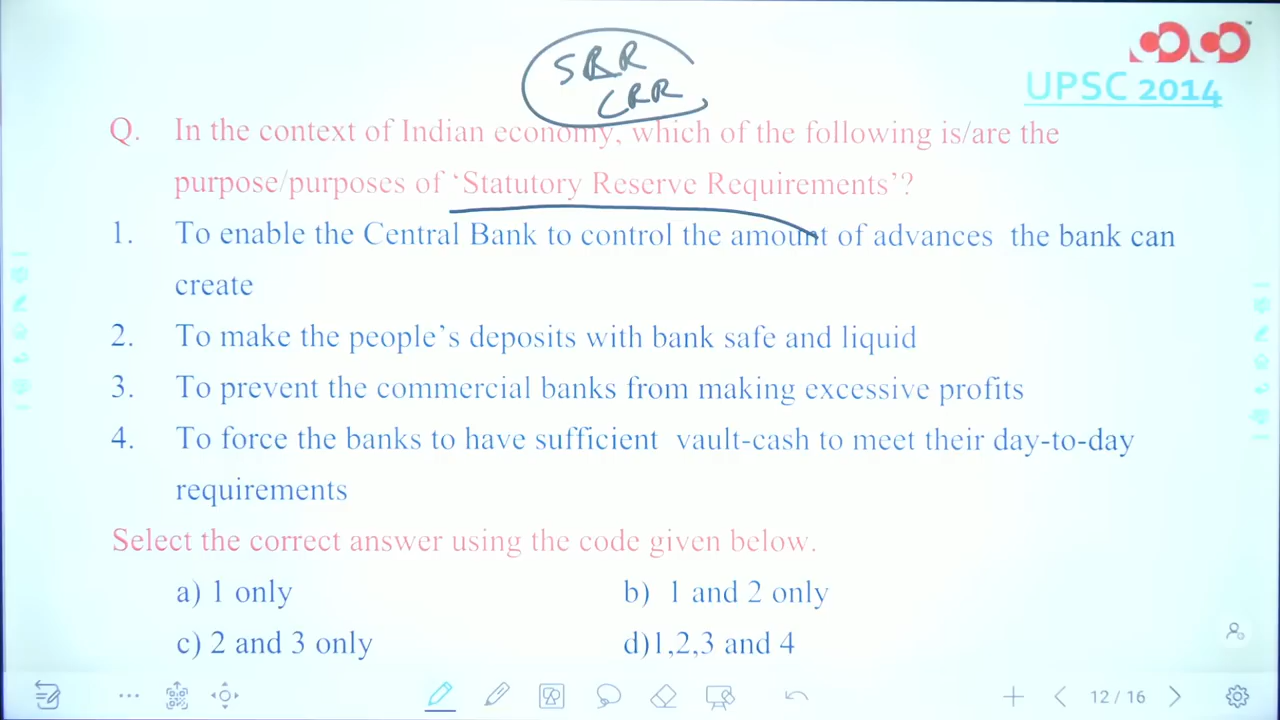 SRR
CRR
UPSC 2014
Q. In the context of Indian economy, which of the following is/are the
purpose/purposes of ‘Statutory Reserve Requirements’?
1. To enable the Central Bank to control the amount of advances the bank can
create
2. To make the people’s deposits with bank safe and liquid
3. To prevent the commercial banks from making excessive profits
4. To force the banks to have sufficient vault-cash to meet their day-to-day
requirements
Select the correct answer using the code given below.
a) 1 only b) 1 and 2 only
c) 2 and 3 only d)1,2,3 and 4
12 / 16